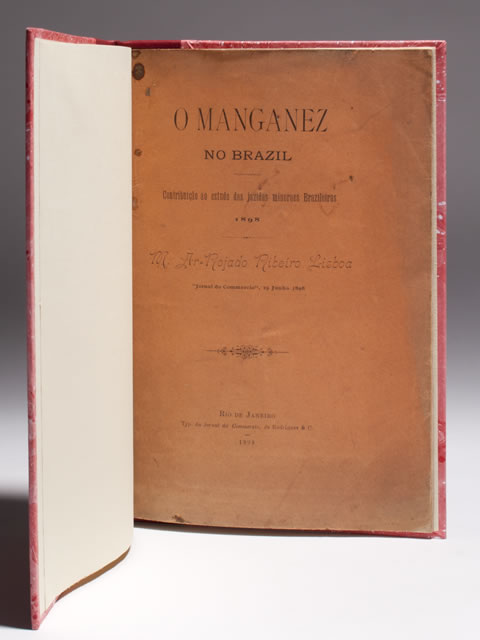 O MANGANEZ
NO BRAZIL
Contribuição ao estudo das jazidas mineraes Brazileiras
1898
M. Ar-Rojado Ribeiro Lisboa
"Jornal do Commercio", 19 Junho 1898
RIO DE JANEIRO
Typ. do Jornal do Commercio, de Rodrigues & C.
1898